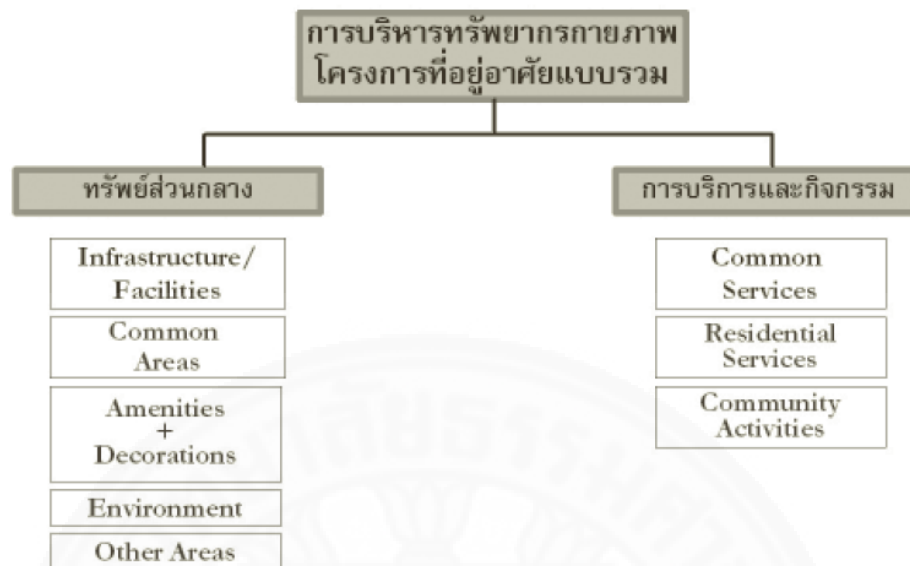 การบริหารทรัพยากรกายภาพ
โครงการที่อยู่อาศัยแบบรวม
ทรัพย์ส่วนกลาง
Infrastructure/
Facilities
Common
Areas
Amenities
+
Decorations
Environment
Other Areas
การบริการและกิจกรรม
Common
Services
Residential
Services
Community
Activities